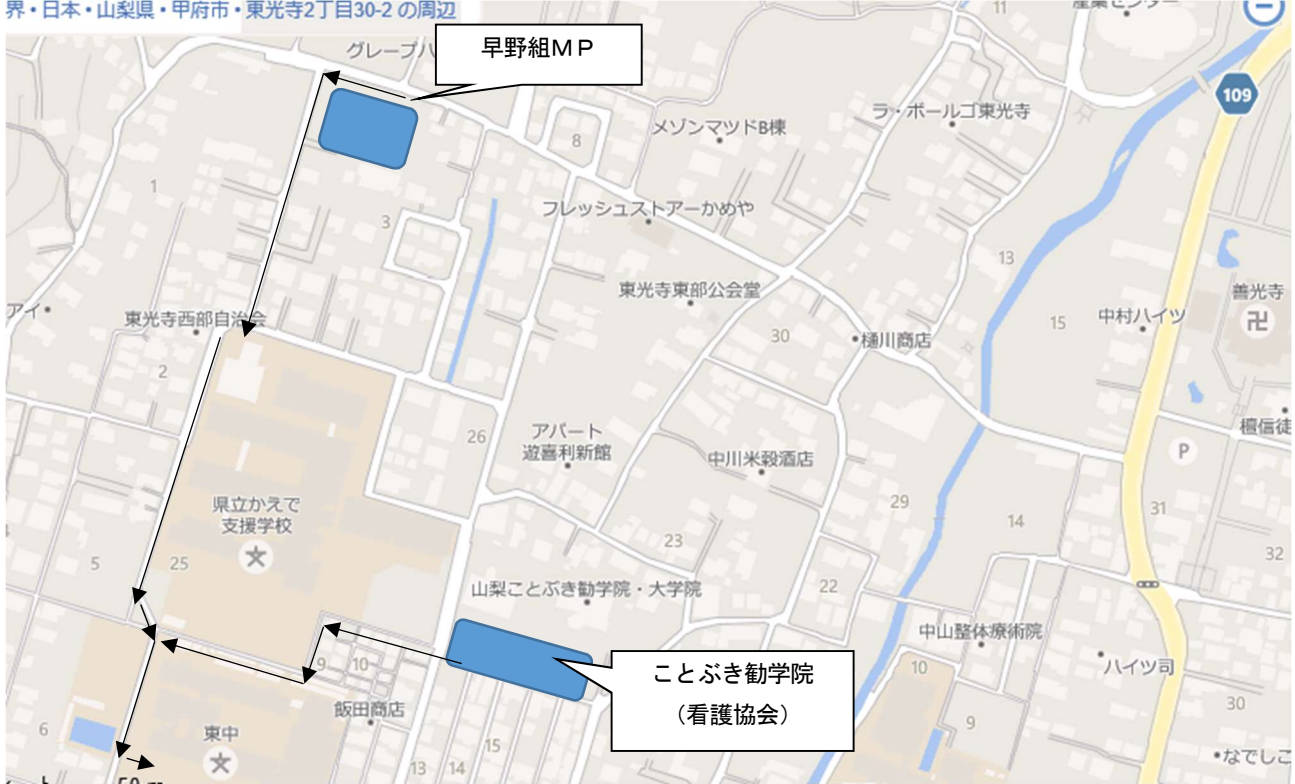 界・日本・山梨県・甲府市・東光寺2丁目30-2 の周辺
11
グレープハ
早野組ＭＰ
109
ラ・ボールゴ東光寺
メゾンマツドB棟
8
1
3
フレッシュストアーかめや
13
東光寺東部公会堂
善光寺
卍
アイ
東光寺西部自治会
15
中村ハイツ
30
樋川商店
2
檀信徒
26
アパート
遊喜利新館
中川米穀酒店
P
県立かえで
支援学校
文
29
31
14
23
32
5
25
22
山梨ことぶき勧学院・大学院
中山整体療術院
ハイツ司
9
10
10
ことぶき勧学院
（看護協会）
飯田商店
6
東中
文
9
30
15
なでしこ
13
14
50 m